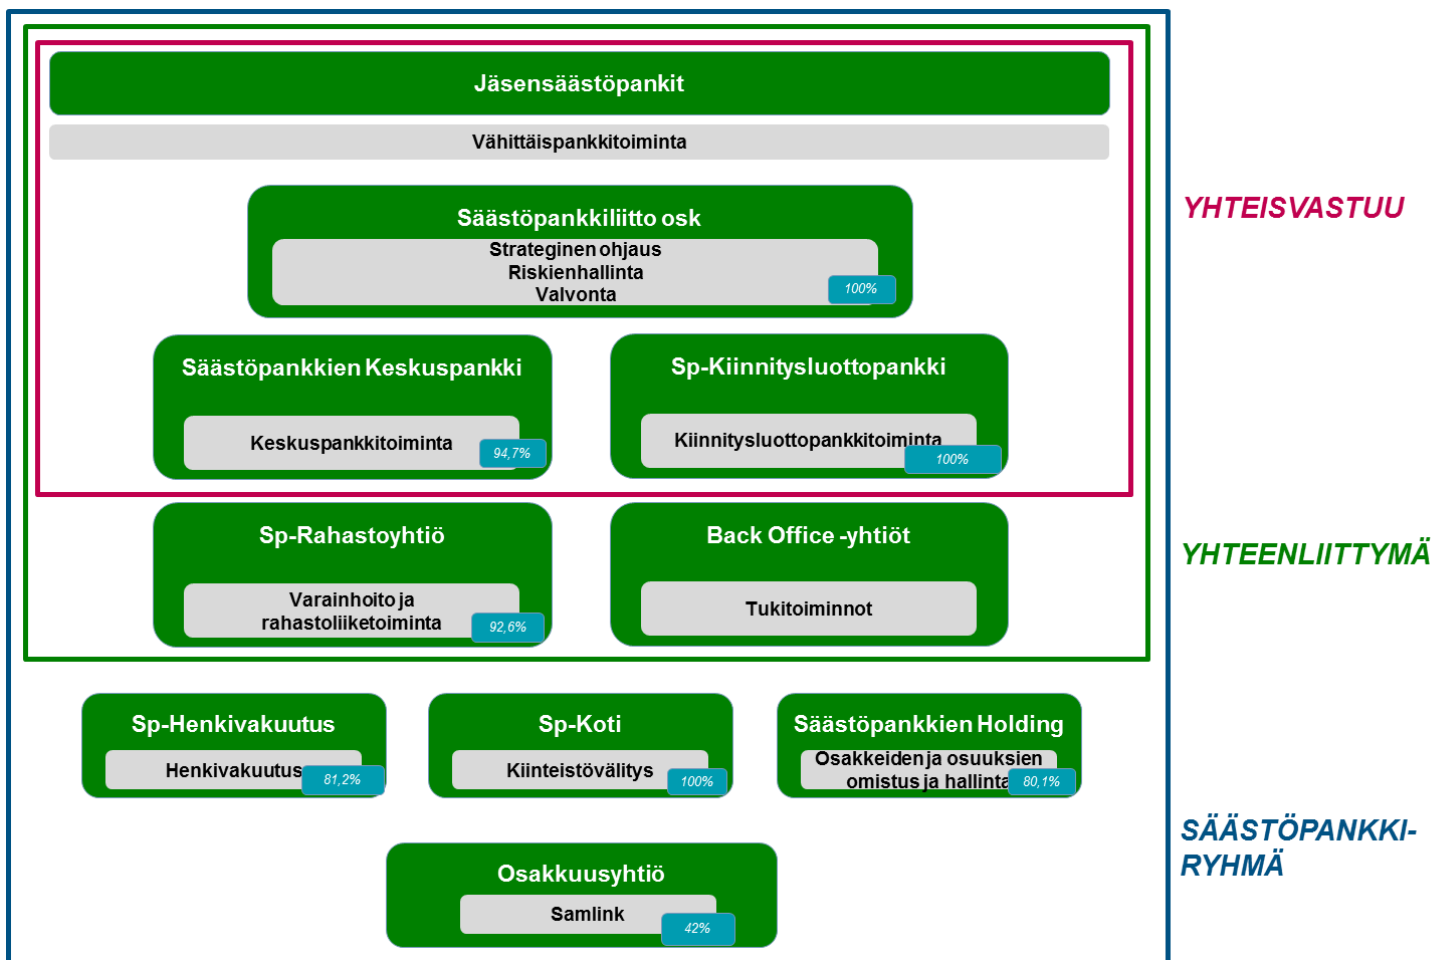 Jäsensäästöpankit
Vähittäispankkitoiminta
YHTEISVASTUU
Säästöpankkiliitto osk
Strateginen ohjaus
Riskienhallinta
Valvonta
100%
Säästöpankkien Keskuspankki
Keskuspankkitoiminta
94,7%
Sp-Kiinnitysluottopankki
Kiinnitysluottopankkitoiminta
100%
Sp-Rahastoyhtiö
Varainhoito ja
rahastoliiketoiminta
92,6%
Back Office -yhtiöt
Tukitoiminnot
YHTEENLIITTYMÄ
Sp-Henkivakuutus
Henkivakuutus
81,2%
Sp-Koti
Kiinteistövälitys
100%
Säästöpankkien Holding
Osakkeiden ja osuuksien
omistus ja hallinta
80,1%
SÄÄSTÖPANKKI-
RYHMÄ
Osakkuusyhtiö
Samlink
42%